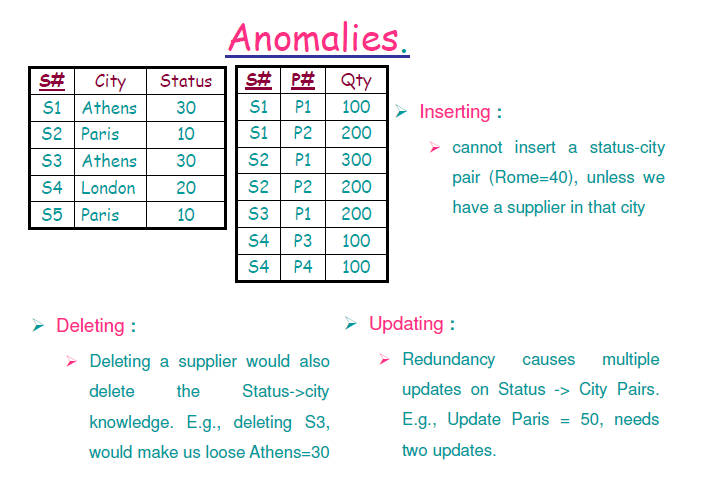 Anomalies.
S# City Status
S1 Athens 30
S2 Paris 10
S3 Athens 30
S4 London 20
S5 Paris 10
S# P# Qty
S1 P1 100
S1 P2 200
S2 P1 300
S2 P2 200
S3 P1 200
S4 P3 100
S4 P4 100
Inserting :
cannot insert a status-city
pair (Rome=40), unless we
have a supplier in that city
Deleting :
Deleting a supplier would also
delete the Status->city
knowledge. E.g., deleting S3,
would make us loose Athens=30
Updating :
Redundancy causes multiple
updates on Status -> City Pairs.
E.g., Update Paris = 50, needs
two updates.